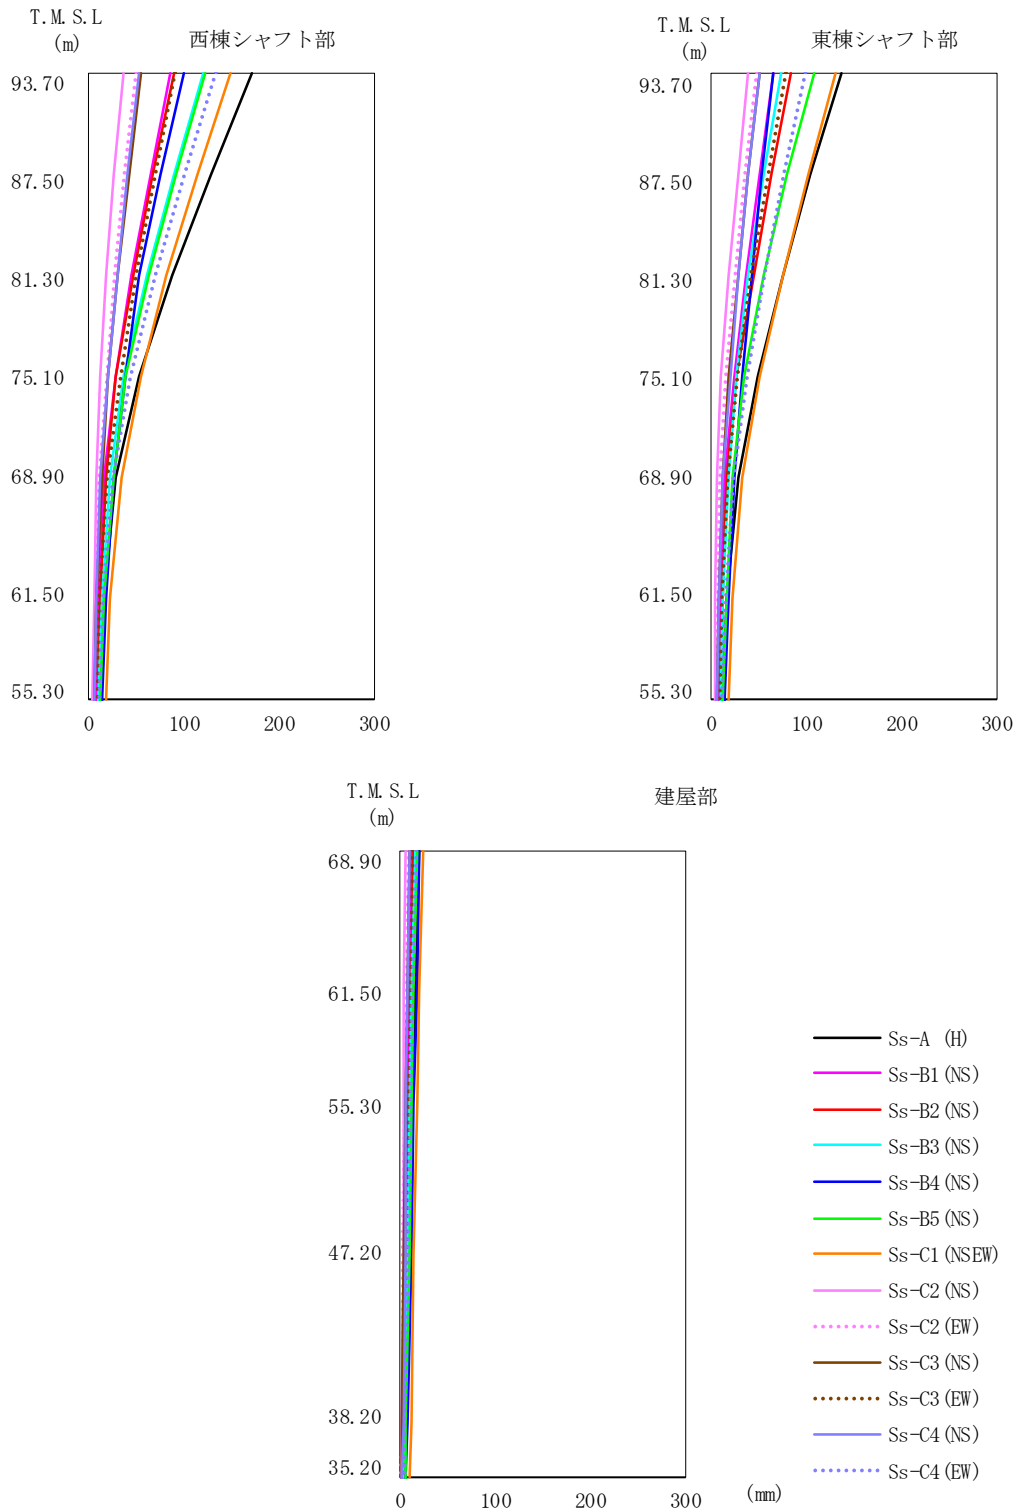 T.M.S.L
(m)
西棟シャフト部
93.70
87.50
81.30
75.10
68.90
61.50
55.30
0
100
200
300
T.M.S.L
(m)
東棟シャフト部
93.70
87.50
81.30
75.10
68.90
61.50
55.30
0
100
200
300
T.M.S.L
(m)
建屋部
68.90
61.50
55.30
47.20
38.20
35.20
0
100
200
300
(mm)
Ss-A (H)
Ss-B1(NS)
Ss-B2(NS)
Ss-B3(NS)
Ss-B4(NS)
Ss-B5(NS)
Ss-C1(NSEW)
Ss-C2(NS)
Ss-C2(EW)
Ss-C3(NS)
Ss-C3(EW)
Ss-C4(NS)
Ss-C4(EW)